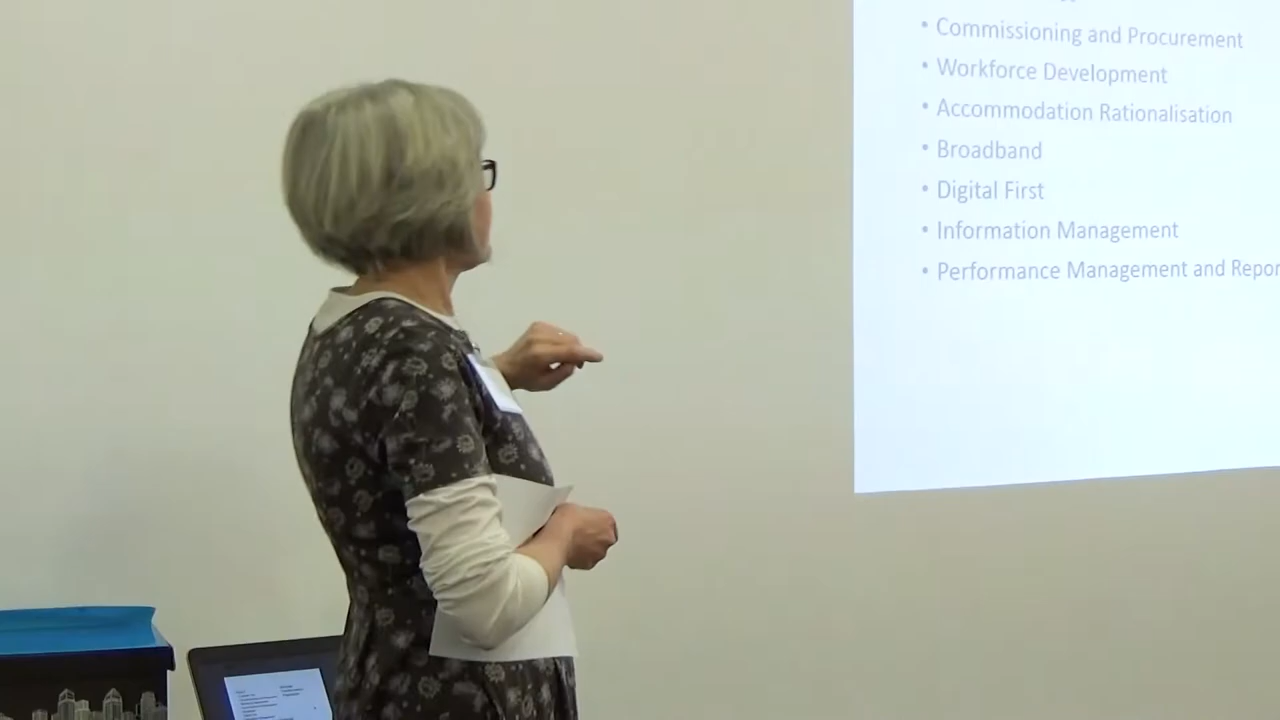 • Commissioning and Procurement
• Workforce Development
• Accommodation Rationalisation
• Broadband
• Digital First
• Information Management
• Performance Management and Repor